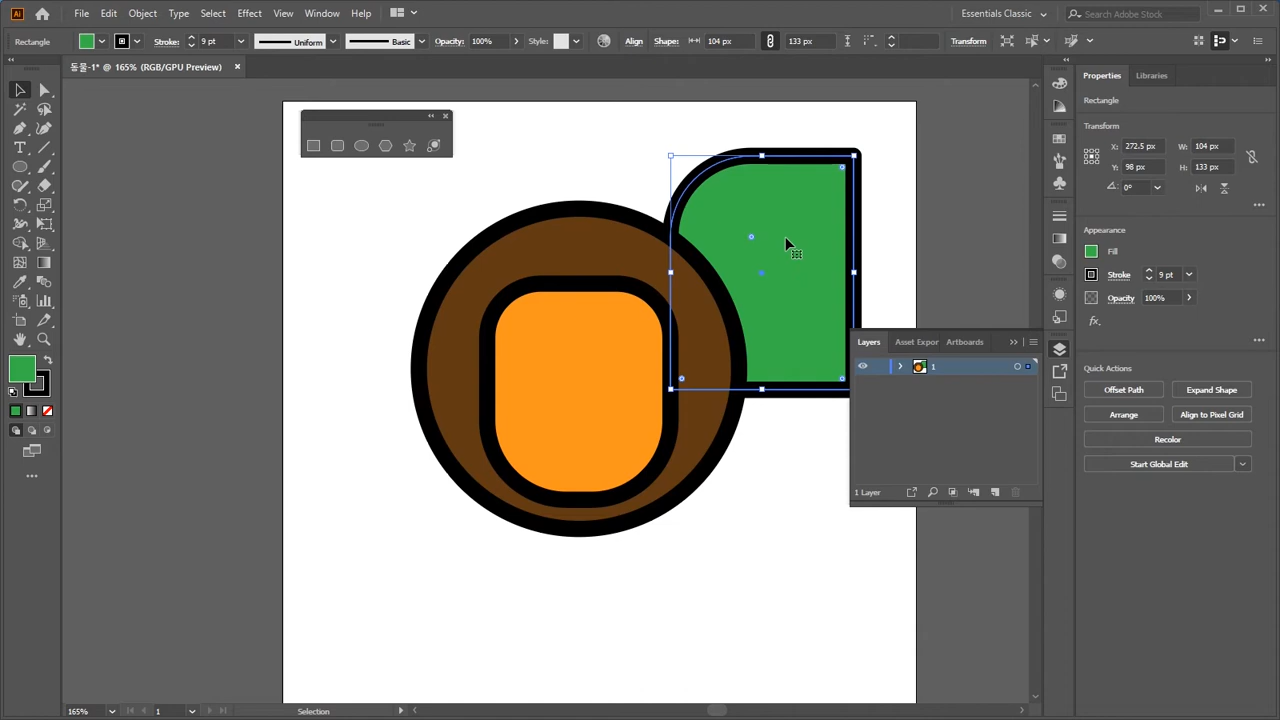 Ai File Edit Object Type Select Effect View Window Help Essentials Classic Search Adobe Stock
Rectangle Stroke: 9 pt Uniform Basic Opacity: 100% Style: Align Shape: 104 px 133 px Transform
동물-1* @ 165% (RGB/GPU Preview) ×
Properties Libraries
Rectangle
Transform
X: 272.5 px W: 104 px
Y: 98 px H: 133 px
0°
Appearance
Fill
Stroke 9 pt
Opacity 100%
fx.
Quick Actions
Offset Path Expand Shape
Arrange Align to Pixel Grid
Recolor
Start Global Edit
Layers Asset Expor Artboards
1
1 Layer
165% 1 Selection